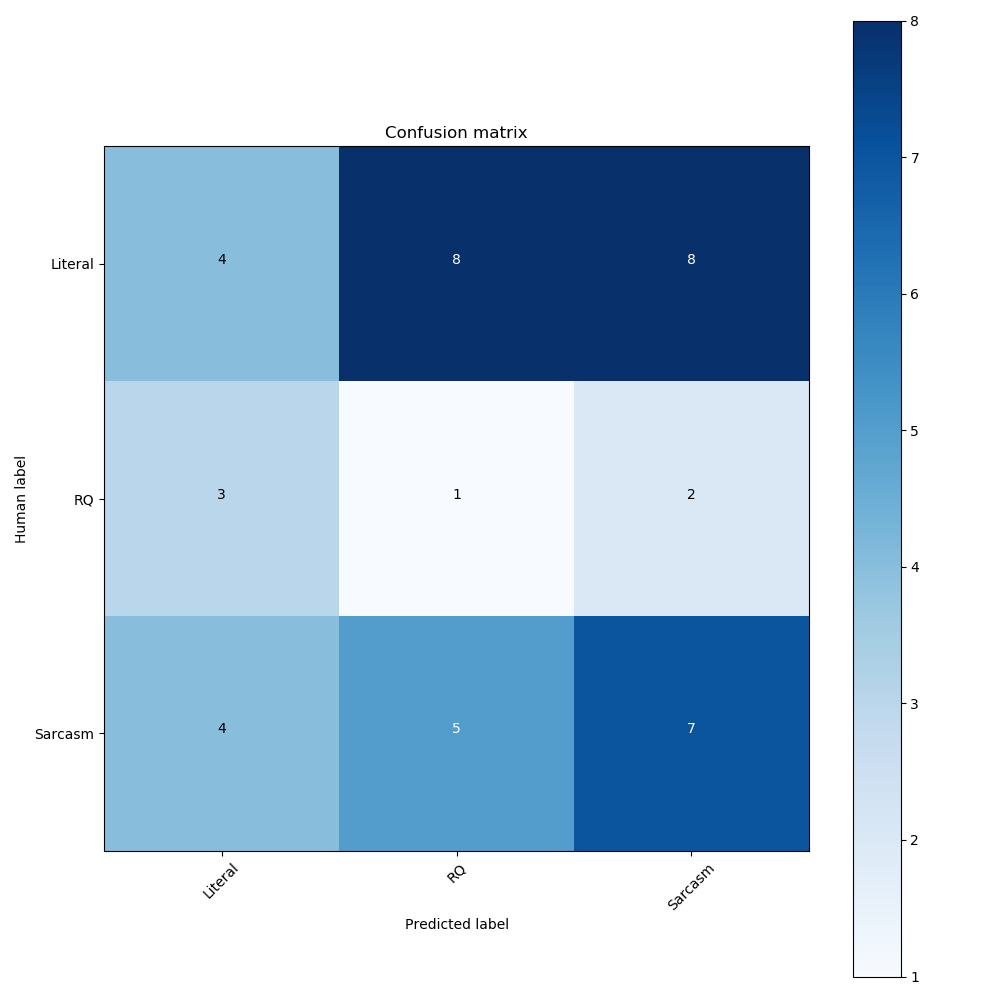 Confusion matrix
Human label
Literal
4 8 8
RQ
3 1 2
Sarcasm
4 5 7
Literal RQ Sarcasm
Predicted label
8
7
6
5
4
3
2
1